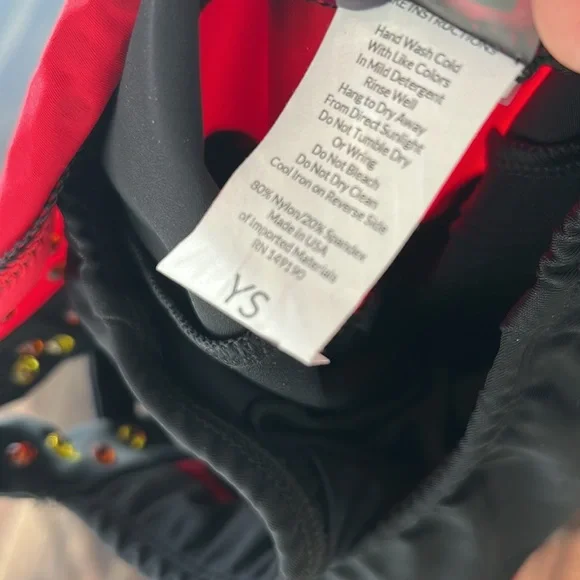 RE INSTRUCTIONS
Hand Wash Cold
With Like Colors
In Mild Detergent
Rinse Well
Hang to Dry Away
From Direct Sunlight
Do Not Tumble Dry
Or Wring
Do Not Bleach
Do Not Dry Clean
Cool Iron on Reverse Side
80% Nylon/20% Spandex
Made in USA
of Imported Materials
RN 149190
YS